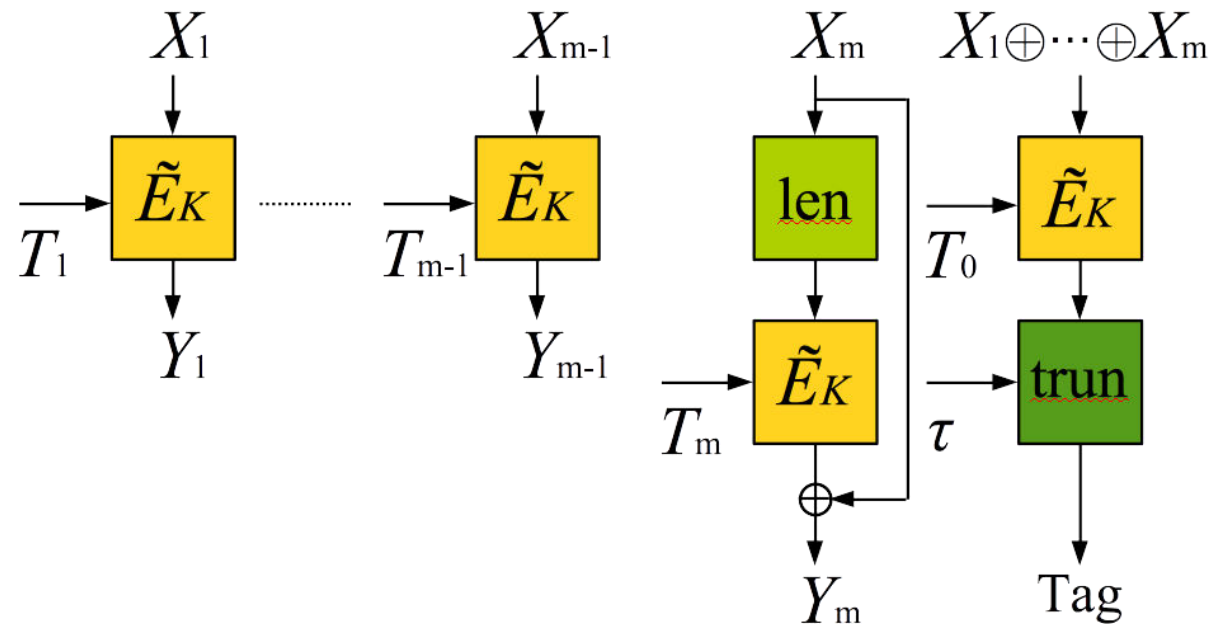 X1 Xm-1 Xm X1⊕···⊕Xm
ẼK ẼK len ẼK
T1 Tm-1 T0
Y1 Ym-1 ẼK trun
Tm τ
Ym Tag